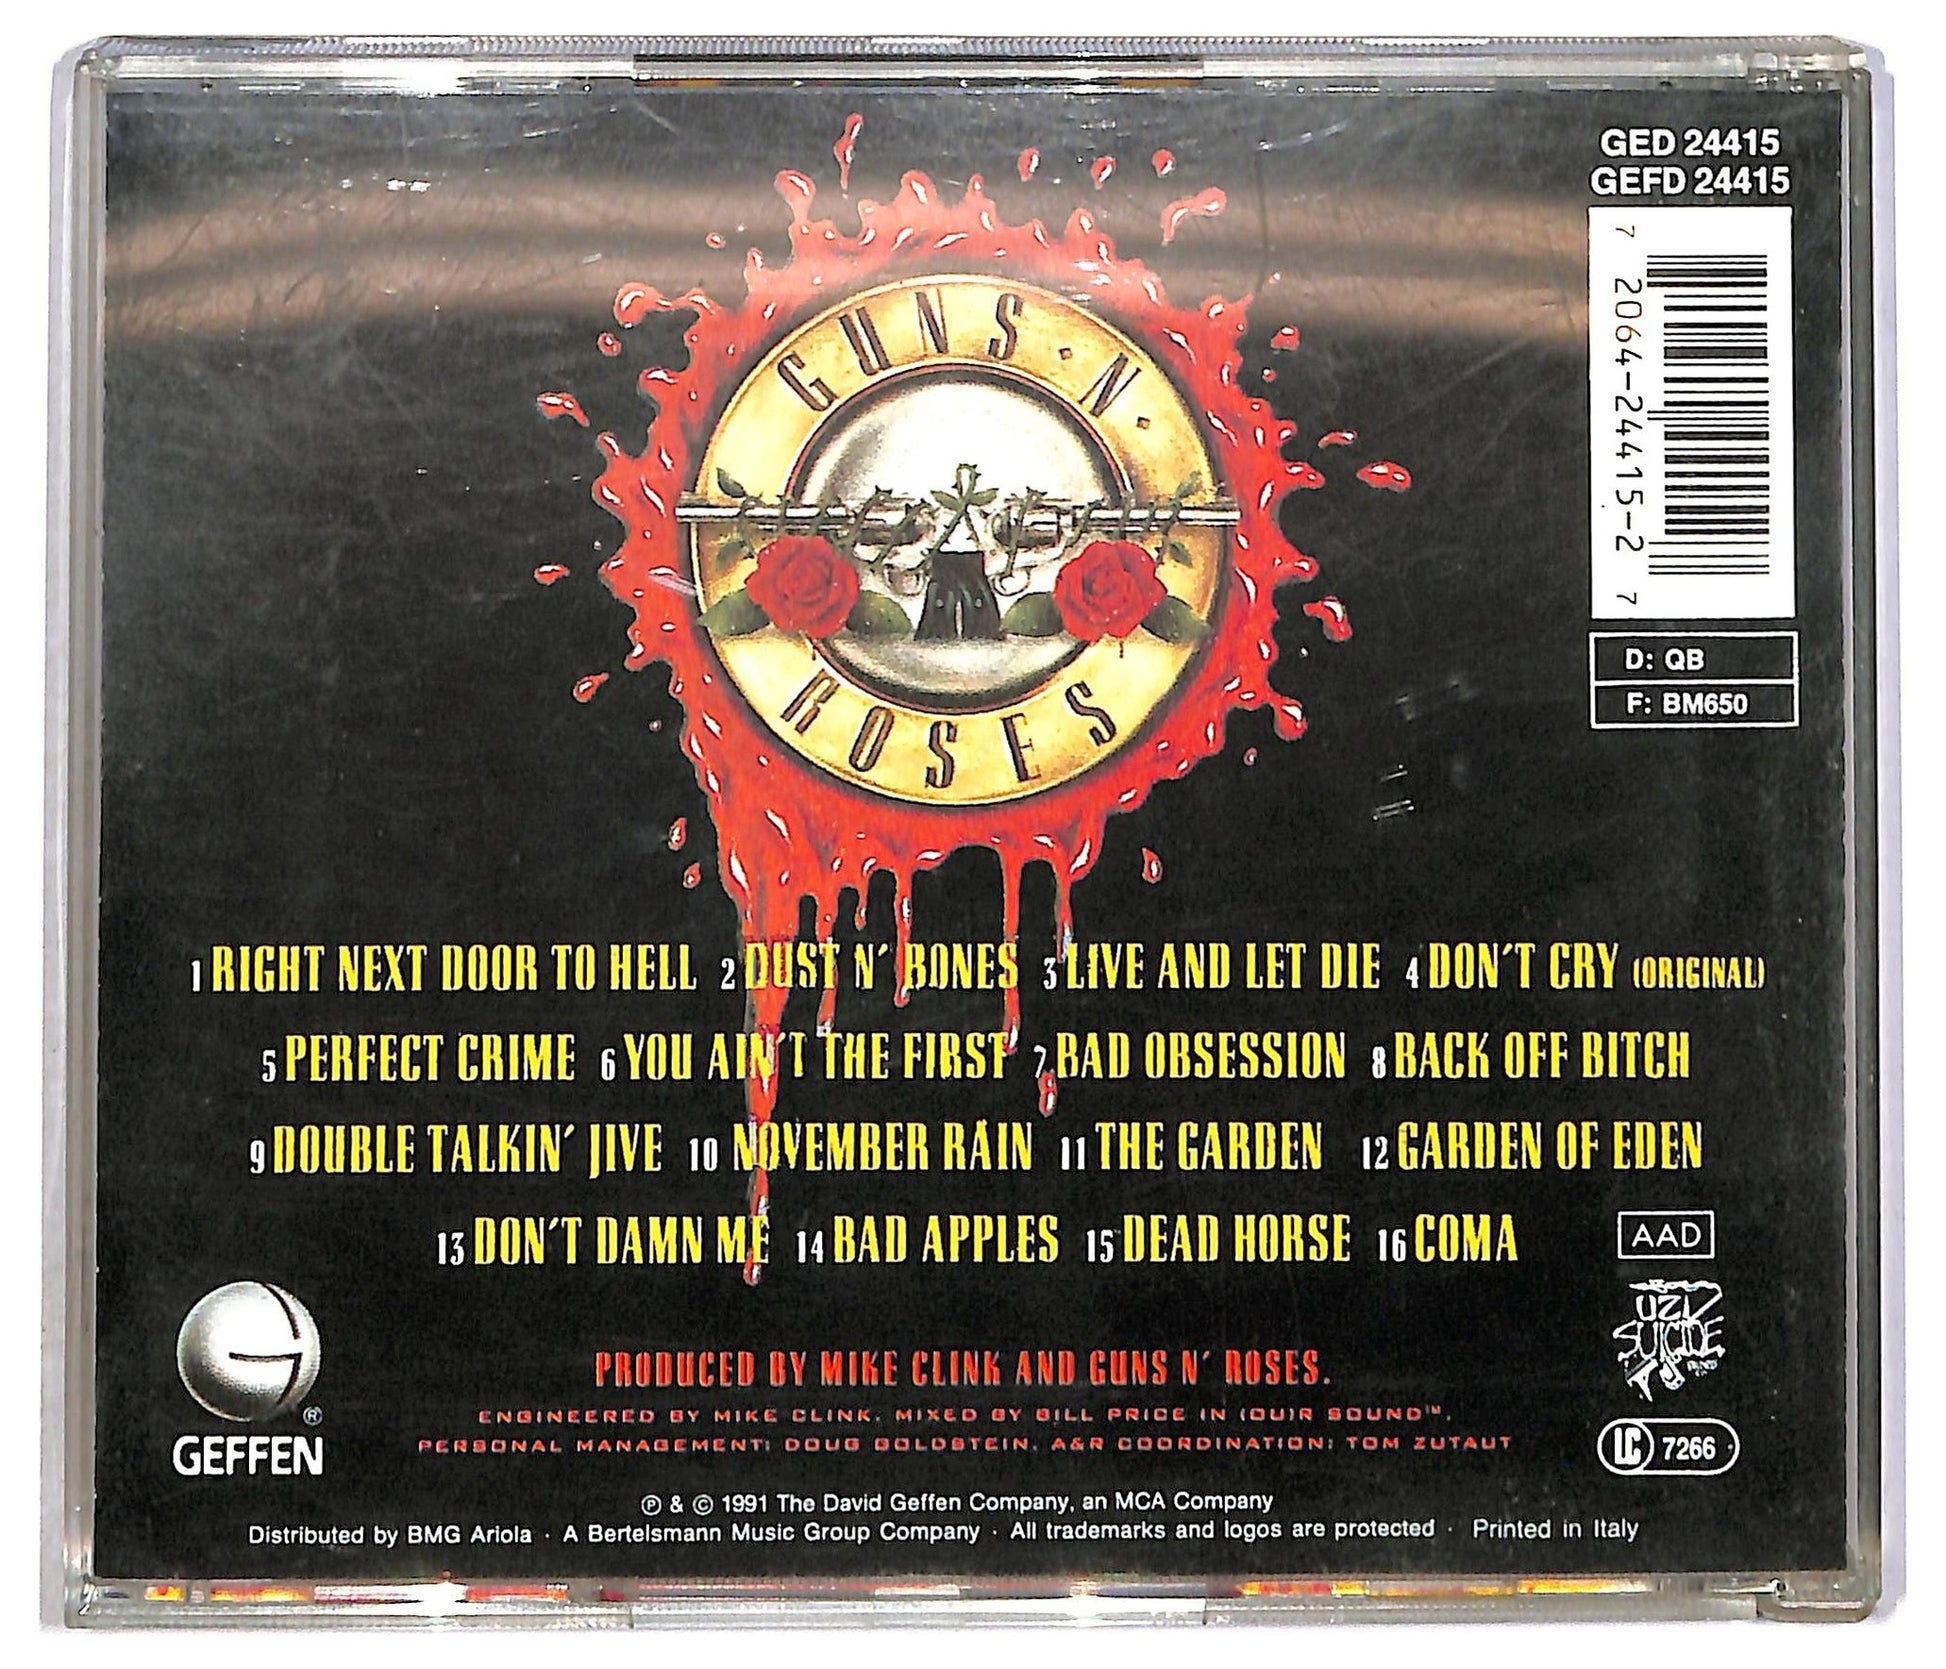 GED 24415
GEFD 24415
7 2064-24415-2 7
D: QB
F: BM650
GUNS · N ·
ROSES
1 RIGHT NEXT DOOR TO HELL 2 DUST N' BONES 3 LIVE AND LET DIE 4 DON'T CRY (ORIGINAL)
5 PERFECT CRIME 6 YOU AIN'T THE FIRST 7 BAD OBSESSION 8 BACK OFF BITCH
9 DOUBLE TALKIN' JIVE 10 NOVEMBER RAIN 11 THE GARDEN 12 GARDEN OF EDEN
13 DON'T DAMN ME 14 BAD APPLES 15 DEAD HORSE 16 COMA
AAD
UZI
SUICIDE
PRODUCED BY MIKE CLINK AND GUNS N' ROSES.
ENGINEERED BY MIKE CLINK. MIXED BY BILL PRICE IN (OU)R SOUND™.
PERSONAL MANAGEMENT: DOUG GOLDSTEIN. A&R COORDINATION: TOM ZUTAUT
®
GEFFEN
LC 7266
℗ & © 1991 The David Geffen Company, an MCA Company
Distributed by BMG Ariola · A Bertelsmann Music Group Company · All trademarks and logos are protected · Printed in Italy